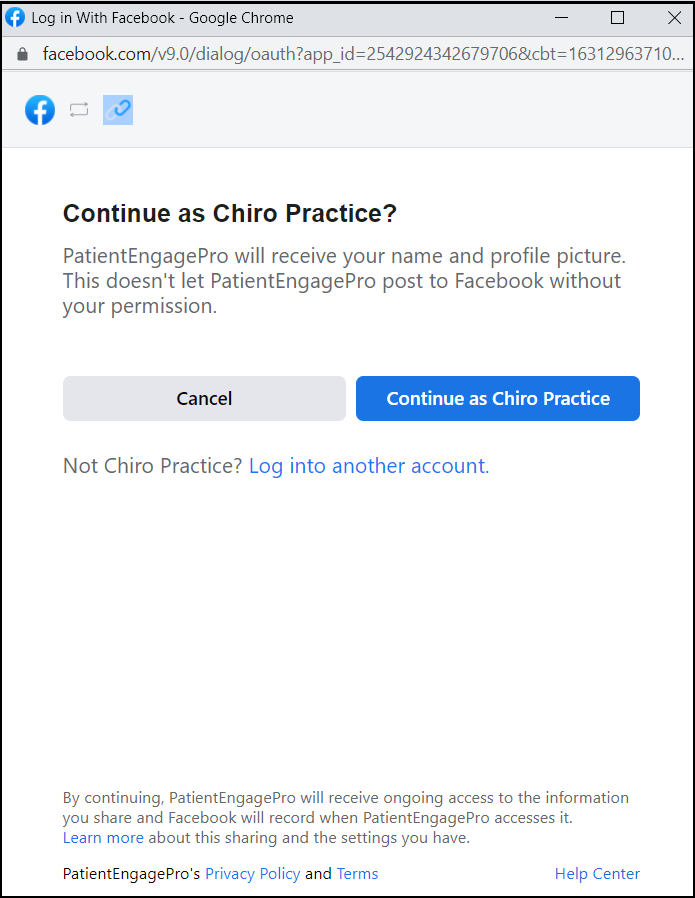 Log in With Facebook - Google Chrome
facebook.com/v9.0/dialog/oauth?app_id=2542924342679706&cbt=16312963710...
Continue as Chiro Practice?
PatientEngagePro will receive your name and profile picture.
This doesn't let PatientEngagePro post to Facebook without
your permission.
Cancel
Continue as Chiro Practice
Not Chiro Practice? Log into another account.
By continuing, PatientEngagePro will receive ongoing access to the information
you share and Facebook will record when PatientEngagePro accesses it.
Learn more about this sharing and the settings you have.
PatientEngagePro's Privacy Policy and Terms
Help Center